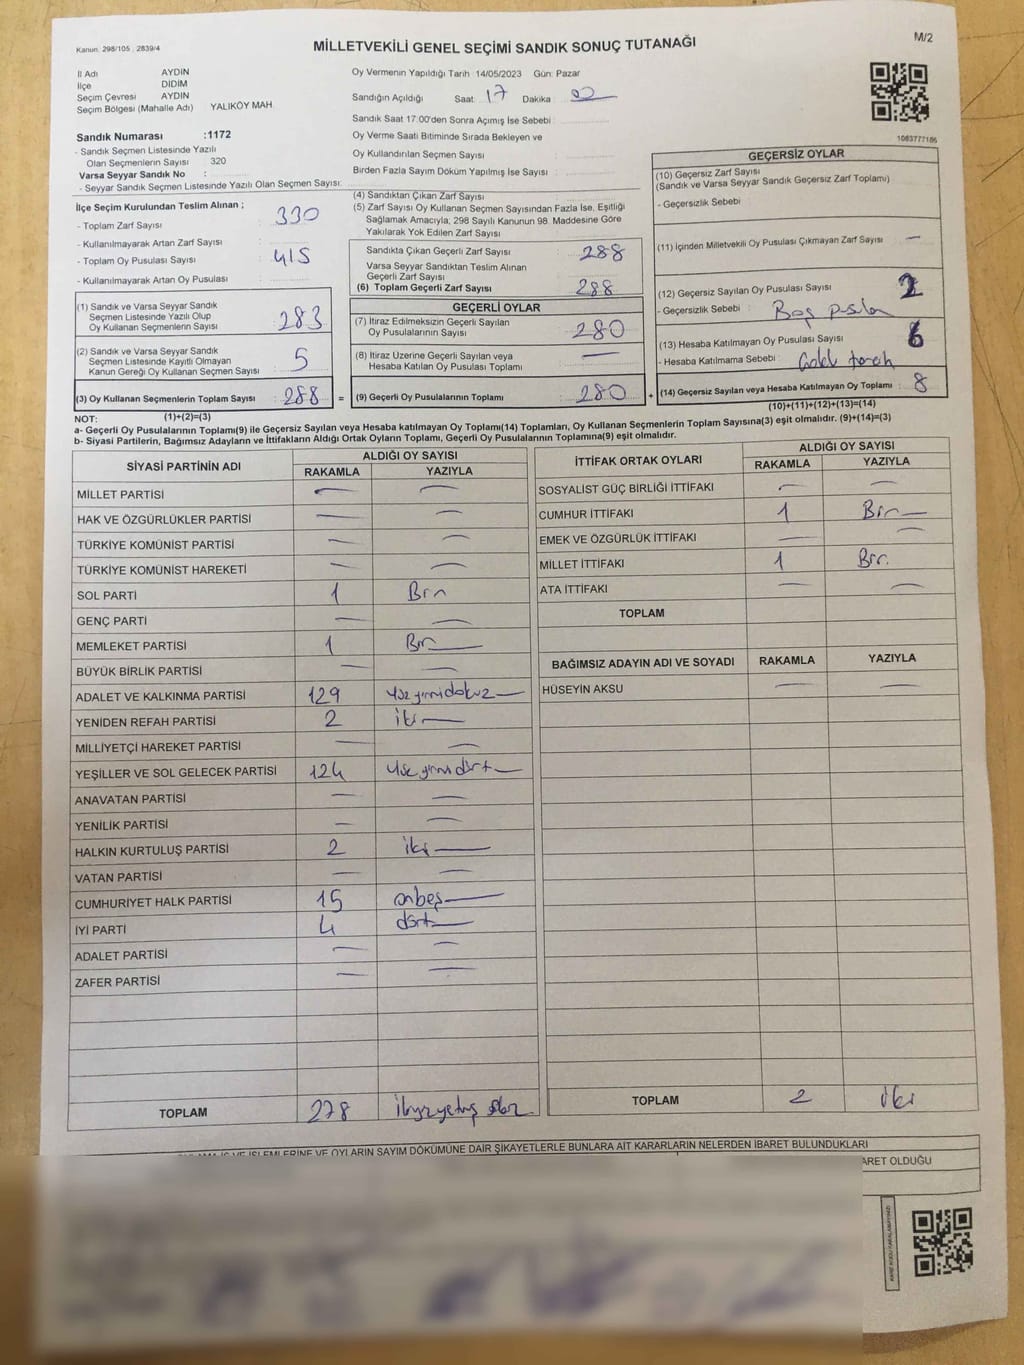 Kanun: 298/105 , 2839/4
MİLLETVEKİLİ GENEL SEÇİMİ SANDIK SONUÇ TUTANAĞI
M/2
İl Adı AYDIN
İlçe DİDİM
Seçim Çevresi AYDIN
Seçim Bölgesi (Mahalle Adı) YALIKÖY MAH.
Sandık Numarası :1172
- Sandık Seçmen Listesinde Yazılı
Olan Seçmenlerin Sayısı : 320
Varsa Seyyar Sandık No :
- Seyyar Sandık Seçmen Listesinde Yazılı Olan Seçmen Sayısı:
Oy Vermenin Yapıldığı Tarih 14/05/2023 Gün: Pazar
Sandığın Açıldığı Saat 17 Dakika 00
Sandık Saat 17:00'den Sonra Açımış İse Sebebi :
Oy Verme Saati Bitiminde Sırada Bekleyen ve
Oy Kullandırılan Seçmen Sayısı
Birden Fazla Sayım Döküm Yapılmış İse Sayısı :
1083777186
İlçe Seçim Kurulundan Teslim Alınan ;
- Toplam Zarf Sayısı : 330
- Kullanılmayarak Artan Zarf Sayısı :
- Toplam Oy Pusulası Sayısı : 415
- Kullanılmayarak Artan Oy Pusulası :
(1) Sandık ve Varsa Seyyar Sandık
Seçmen Listesinde Yazılı Olup
Oy Kullanan Seçmenlerin Sayısı : 283
(2) Sandık ve Varsa Seyyar Sandık
Seçmen Listesinde Kayıtlı Olmayan
Kanun Gereği Oy Kullanan Seçmen Sayısı : 5
(3) Oy Kullanan Seçmenlerin Toplam Sayısı : 288 =
(1)+(2)=(3)
(4) Sandıktan Çıkan Zarf Sayısı :
(5) Zarf Sayısı Oy Kullanan Seçmen Sayısından Fazla İse, Eşitliği
Sağlamak Amacıyla, 298 Sayılı Kanunun 98. Maddesine Göre
Yakılarak Yok Edilen Zarf Sayısı
Sandıkta Çıkan Geçerli Zarf Sayısı : 288
Varsa Seyyar Sandıktan Teslim Alınan
Geçerli Zarf Sayısı
(6) Toplam Geçerli Zarf Sayısı : 288
GEÇERLİ OYLAR
(7) İtiraz Edilmeksizin Geçerli Sayılan
Oy Pusulalarının Sayısı : 280
(8) İtiraz Üzerine Geçerli Sayılan veya
Hesaba Katılan Oy Pusulası Toplamı : —
(9) Geçerli Oy Pusulalarının Toplamı : 280 +
GEÇERSİZ OYLAR
(10) Geçersiz Zarf Sayısı
(Sandık ve Varsa Seyyar Sandık Geçersiz Zarf Toplamı)
- Geçersizlik Sebebi :
(11) İçinden Milletvekili Oy Pusulası Çıkmayan Zarf Sayısı : —
(12) Geçersiz Sayılan Oy Pusulası Sayısı : 2
- Geçersizlik Sebebi : Boş pusula
(13) Hesaba Katılmayan Oy Pusulası Sayısı : 6
- Hesaba Katılmama Sebebi :
(14) Geçersiz Sayılan veya Hesaba Katılmayan Oy Toplamı : 8
(10)+(11)+(12)+(13)=(14)
NOT:
a- Geçerli Oy Pusulasının Toplamı(9) ile Geçersiz Sayılan veya Hesaba katılmayan Oy Toplamı(14) Toplamları, Oy Kullanan Seçmenlerin Toplam Sayısına(3) eşit olmalıdır. (9)+(14)=(3)
b- Siyasi Partilerin, Bağımsız Adayların ve İttifakların Aldığı Ortak Oyların Toplamı, Geçerli Oy Pusulalarının Toplamına(9) eşit olmalıdır.
SİYASİ PARTİNİN ADI ALDIĞI OY SAYISI
RAKAMLA YAZIYLA
MİLLET PARTİSİ — —
HAK VE ÖZGÜRLÜKLER PARTİSİ — —
TÜRKİYE KOMÜNİST PARTİSİ — —
TÜRKİYE KOMÜNİST HAREKETİ — —
SOL PARTİ 1 Bir
GENÇ PARTİ — —
MEMLEKET PARTİSİ 1 Bir
BÜYÜK BİRLİK PARTİSİ — —
ADALET VE KALKINMA PARTİSİ 129 Yüzyirmidokuz
YENİDEN REFAH PARTİSİ 2 iki
MİLLİYETÇİ HAREKET PARTİSİ — —
YEŞİLLER VE SOL GELECEK PARTİSİ 124 Yüzyirmidört
ANAVATAN PARTİSİ — —
YENİLİK PARTİSİ — —
HALKIN KURTULUŞ PARTİSİ 2 iki
VATAN PARTİSİ — —
CUMHURİYET HALK PARTİSİ 15 onbeş
İYİ PARTİ 4 dört
ADALET PARTİSİ — —
ZAFER PARTİSİ — —
TOPLAM 278 ikiyüzyetmiş sekiz
İTTİFAK ORTAK OYLARI ALDIĞI OY SAYISI
RAKAMLA YAZIYLA
SOSYALİST GÜÇ BİRLİĞİ İTTİFAKI — —
CUMHUR İTTİFAKI 1 Bir
EMEK VE ÖZGÜRLÜK İTTİFAKI — —
MİLLET İTTİFAKI 1 Bir
ATA İTTİFAKI — —
TOPLAM
BAĞIMSIZ ADAYIN ADI VE SOYADI RAKAMLA YAZIYLA
HÜSEYİN AKSU — —
TOPLAM 2 iki
İŞLEMLERİNE VE OYLARIN SAYIM DÖKÜMÜNE DAİR ŞİKAYETLERLE BUNLARA AİT KARARLARIN NELERDEN İBARET BULUNDUKLARI
ARET OLDUĞU